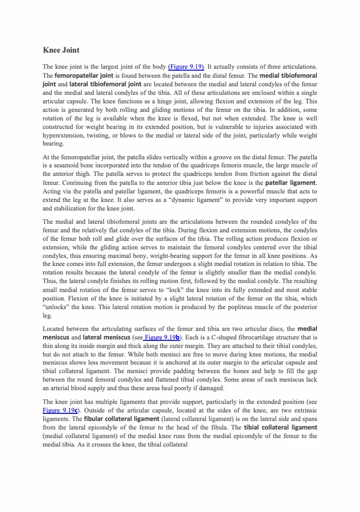 Knee Joint
The knee joint is the largest joint of the body (Figure 9.19). It actually consists of three articulations.
The femoropatellar joint is found between the patella and the distal femur. The medial tibiofemoral
joint and lateral tibiofemoral joint are located between the medial and lateral condyles of the femur
and the medial and lateral condyles of the tibia. All of these articulations are enclosed within a single
articular capsule. The knee functions as a hinge joint, allowing flexion and extension of the leg. This
action is generated by both rolling and gliding motions of the femur on the tibia. In addition, some
rotation of the leg is available when the knee is flexed, but not when extended. The knee is well
constructed for weight bearing in its extended position, but is vulnerable to injuries associated with
hyperextension, twisting, or blows to the medial or lateral side of the joint, particularly while weight
bearing.
At the femoropatellar joint, the patella slides vertically within a groove on the distal femur. The patella
is a sesamoid bone incorporated into the tendon of the quadriceps femoris muscle, the large muscle of
the anterior thigh. The patella serves to protect the quadriceps tendon from friction against the distal
femur. Continuing from the patella to the anterior tibia just below the knee is the patellar ligament.
Acting via the patella and patellar ligament, the quadriceps femoris is a powerful muscle that acts to
extend the leg at the knee. It also serves as a “dynamic ligament” to provide very important support
and stabilization for the knee joint.
The medial and lateral tibiofemoral joints are the articulations between the rounded condyles of the
femur and the relatively flat condyles of the tibia. During flexion and extension motions, the condyles
of the femur both roll and glide over the surfaces of the tibia. The rolling action produces flexion or
extension, while the gliding action serves to maintain the femoral condyles centered over the tibial
condyles, thus ensuring maximal bony, weight-bearing support for the femur in all knee positions. As
the knee comes into full extension, the femur undergoes a slight medial rotation in relation to tibia. The
rotation results because the lateral condyle of the femur is slightly smaller than the medial condyle.
Thus, the lateral condyle finishes its rolling motion first, followed by the medial condyle. The resulting
small medial rotation of the femur serves to “lock” the knee into its fully extended and most stable
position. Flexion of the knee is initiated by a slight lateral rotation of the femur on the tibia, which
“unlocks” the knee. This lateral rotation motion is produced by the popliteus muscle of the posterior
leg.
Located between the articulating surfaces of the femur and tibia are two articular discs, the medial
meniscus and lateral meniscus (see Figure 9.19b). Each is a C-shaped fibrocartilage structure that is
thin along its inside margin and thick along the outer margin. They are attached to their tibial condyles,
but do not attach to the femur. While both menisci are free to move during knee motions, the medial
meniscus shows less movement because it is anchored at its outer margin to the articular capsule and
tibial collateral ligament. The menisci provide padding between the bones and help to fill the gap
between the round femoral condyles and flattened tibial condyles. Some areas of each meniscus lack
an arterial blood supply and thus these areas heal poorly if damaged.
The knee joint has multiple ligaments that provide support, particularly in the extended position (see
Figure 9.19c). Outside of the articular capsule, located at the sides of the knee, are two extrinsic
ligaments. The fibular collateral ligament (lateral collateral ligament) is on the lateral side and spans
from the lateral epicondyle of the femur to the head of the fibula. The tibial collateral ligament
(medial collateral ligament) of the medial knee runs from the medial epicondyle of the femur to the
medial tibia. As it crosses the knee, the tibial collateral